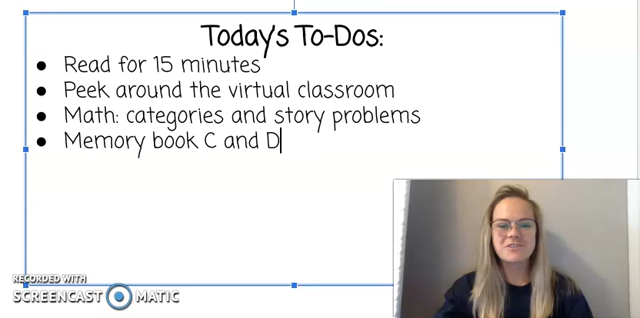 Today's To-Dos:
● Read for 15 minutes
● Peek around the virtual classroom
● Math: categories and story problems
● Memory book C and D
RECORDED WITH
SCREENCAST MATIC